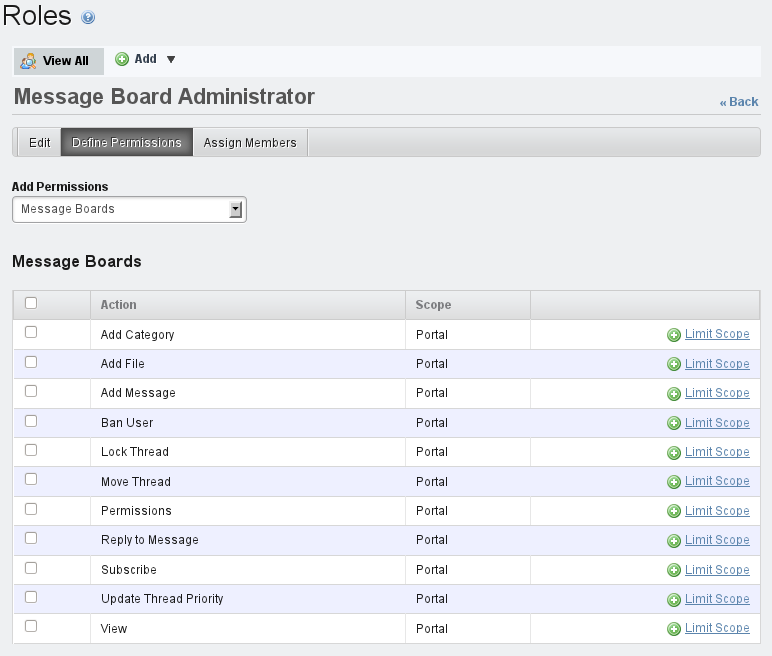 Roles
View All Add
Message Board Administrator
« Back
Edit Define Permissions Assign Members
Add Permissions
Message Boards
Message Boards
Action Scope
Add Category Portal Limit Scope
Add File Portal Limit Scope
Add Message Portal Limit Scope
Ban User Portal Limit Scope
Lock Thread Portal Limit Scope
Move Thread Portal Limit Scope
Permissions Portal Limit Scope
Reply to Message Portal Limit Scope
Subscribe Portal Limit Scope
Update Thread Priority Portal Limit Scope
View Portal Limit Scope